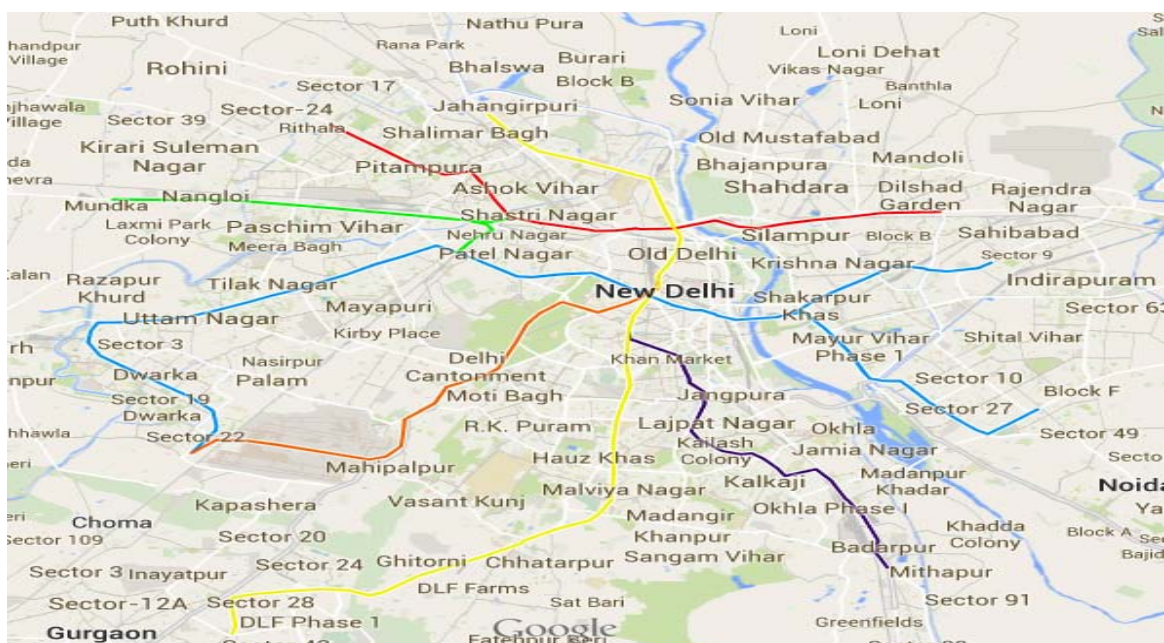 Puth Khurd
Nathu Pura
Rana Park
Burari
Loni
Loni Dehat
Village
Rohini
Bhalswa
Block B
Vikas Nagar
Banthla
Sector 17
Sonia Vihar
Loni
Sector-24
Jahangirpuri
Village
Sector 39
Rithala
Shalimar Bagh
Old Mustafabad
Kirari Suleman
Nagar
Pitampura
Bhajanpura
Mandoli
Ashok Vihar
Shahdara
Dilshad
Garden
Rajendra
Nagar
Nangloi
Mundka
Shastri Nagar
Laxmi Park
Colony
Paschim Vihar
Nehru Nagar
Silampur
Block B
Sahibabad
Meera Bagh
Patel Nagar
Old Delhi
Krishna Nagar
Sector 9
Razapur
Khurd
Tilak Nagar
Indirapuram
Mayapuri
New Delhi
Shakarpur
Khas
Uttam Nagar
Kirby Place
Sector 3
Mayur Vihar
Phase 1
Shital Vihar
Nasirpur
Delhi
Cantonment
Khan Market
Dwarka
Palam
Sector 10
Block F
Sector 19
Dwarka
Moti Bagh
Jangpura
Sector 27
R.K. Puram
Lajpat Nagar
Okhla
Sector 49
Sector 22
Kailash
Colony
Jamia Nagar
Mahipalpur
Hauz Khas
Kalkaji
Madanpur
Khadar
Noida
Kapashera
Vasant Kunj
Malviya Nagar
Okhla Phase I
Choma
Madangir
Khadda
Colony
Block A
Sector 109
Sector 20
Khanpur
Badarpur
Sector 3
Inayatpur
Sector 24
Ghitorni
Chhatarpur
Sangam Vihar
Mithapur
DLF Farms
Sector-12A
Sector 28
Sat Bari
Sector 91
DLF Phase 1
Google
Greenfields
Gurgaon